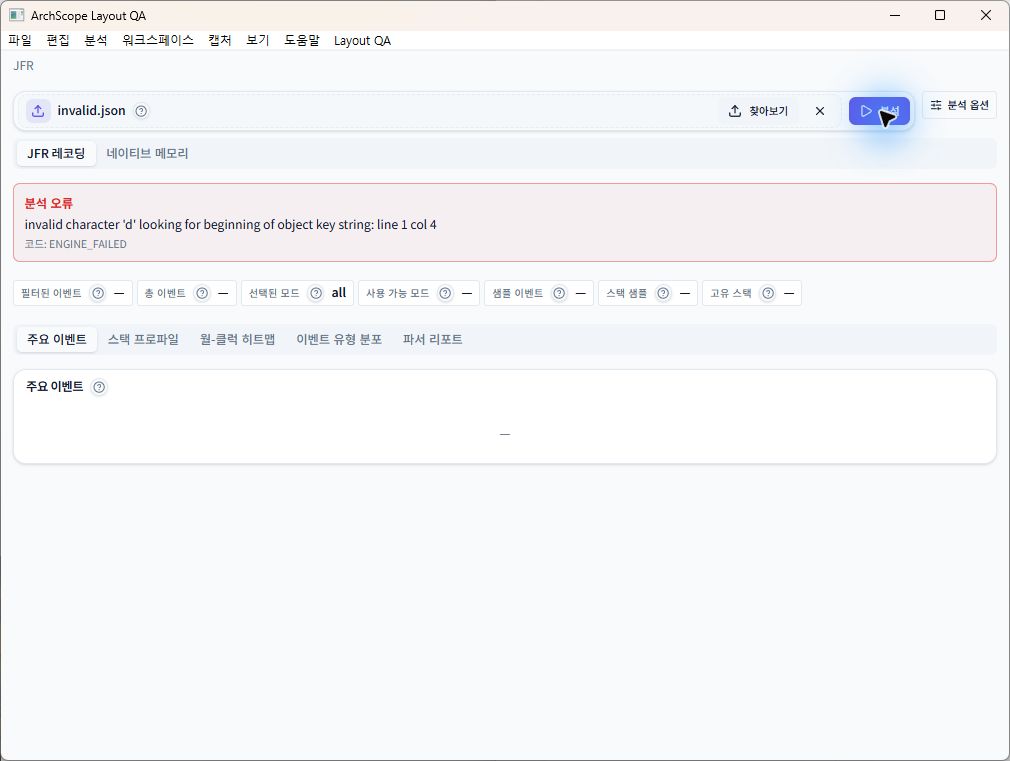 ArchScope Layout QA
파일 편집 분석 워크스페이스 캡처 보기 도움말 Layout QA
JFR
invalid.json ? 찾아보기 분석 옵션
JFR 레코딩 네이티브 메모리
분석 오류
invalid character 'd' looking for beginning of object key string: line 1 col 4
코드: ENGINE_FAILED
필터된 이벤트 ? — 총 이벤트 ? — 선택된 모드 ? all 사용 가능 모드 ? — 샘플 이벤트 ? — 스택 샘플 ? — 고유 스택 ? —
주요 이벤트 스택 프로파일 월-클럭 히트맵 이벤트 유형 분포 파서 리포트
주요 이벤트 ?
—